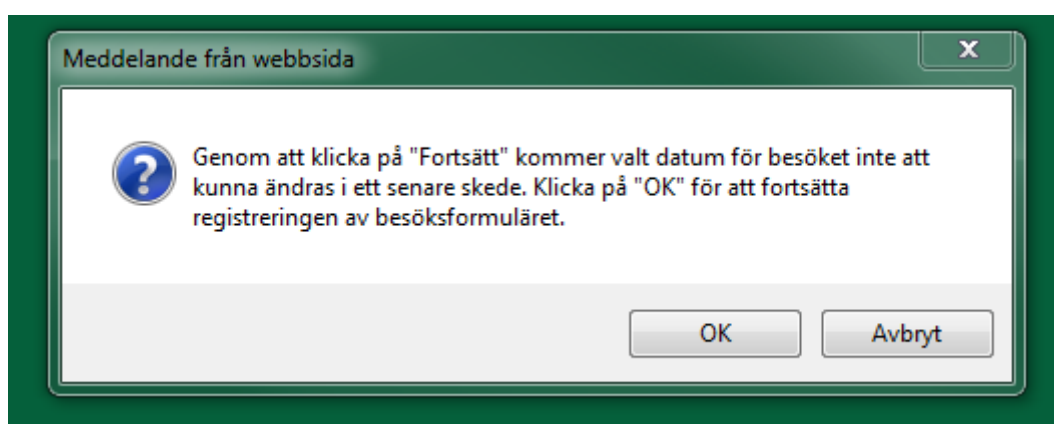 Meddelande från webbsida
x
Genom att klicka på "Fortsätt" kommer valt datum för besöket inte att
kunna ändras i ett senare skede. Klicka på "OK" för att fortsätta
registreringen av besöksformuläret.
OK
Avbryt